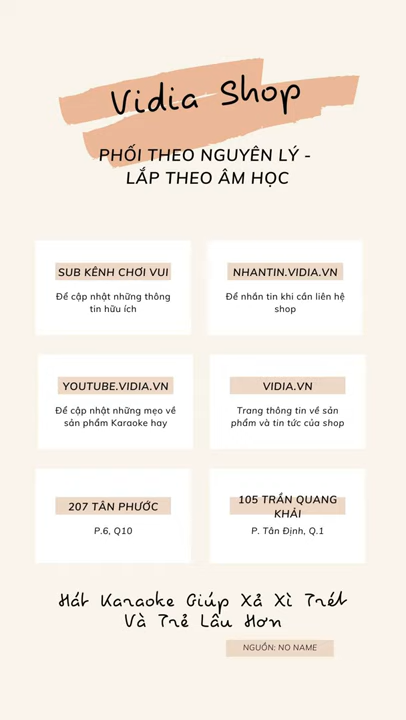 Vidia Shop
PHỐI THEO NGUYÊN LÝ -
LẮP THEO ÂM HỌC
SUB KÊNH CHƠI VUI
Để cập nhật những thông
tin hữu ích
NHANTIN.VIDIA.VN
Để nhắn tin khi cần liên hệ
shop
YOUTUBE.VIDIA.VN
Để cập nhật những mẹo về
sản phẩm Karaoke hay
VIDIA.VN
Trang thông tin về sản
phẩm và tin tức của shop
207 TÂN PHƯỚC
P.6, Q10
105 TRẦN QUANG
KHẢI
P. Tân Định, Q.1
Hát Karaoke Giúp Xả Xì Trét
Và Trẻ Lâu Hơn
NGUỒN: NO NAME